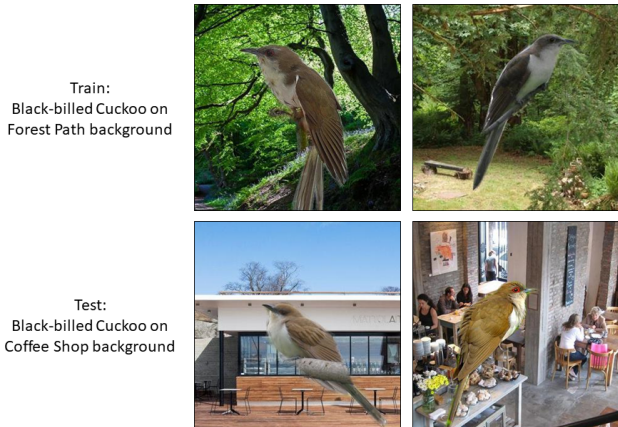 Train:
Black-billed Cuckoo on
Forest Path background
Test:
Black-billed Cuckoo on
Coffee Shop background